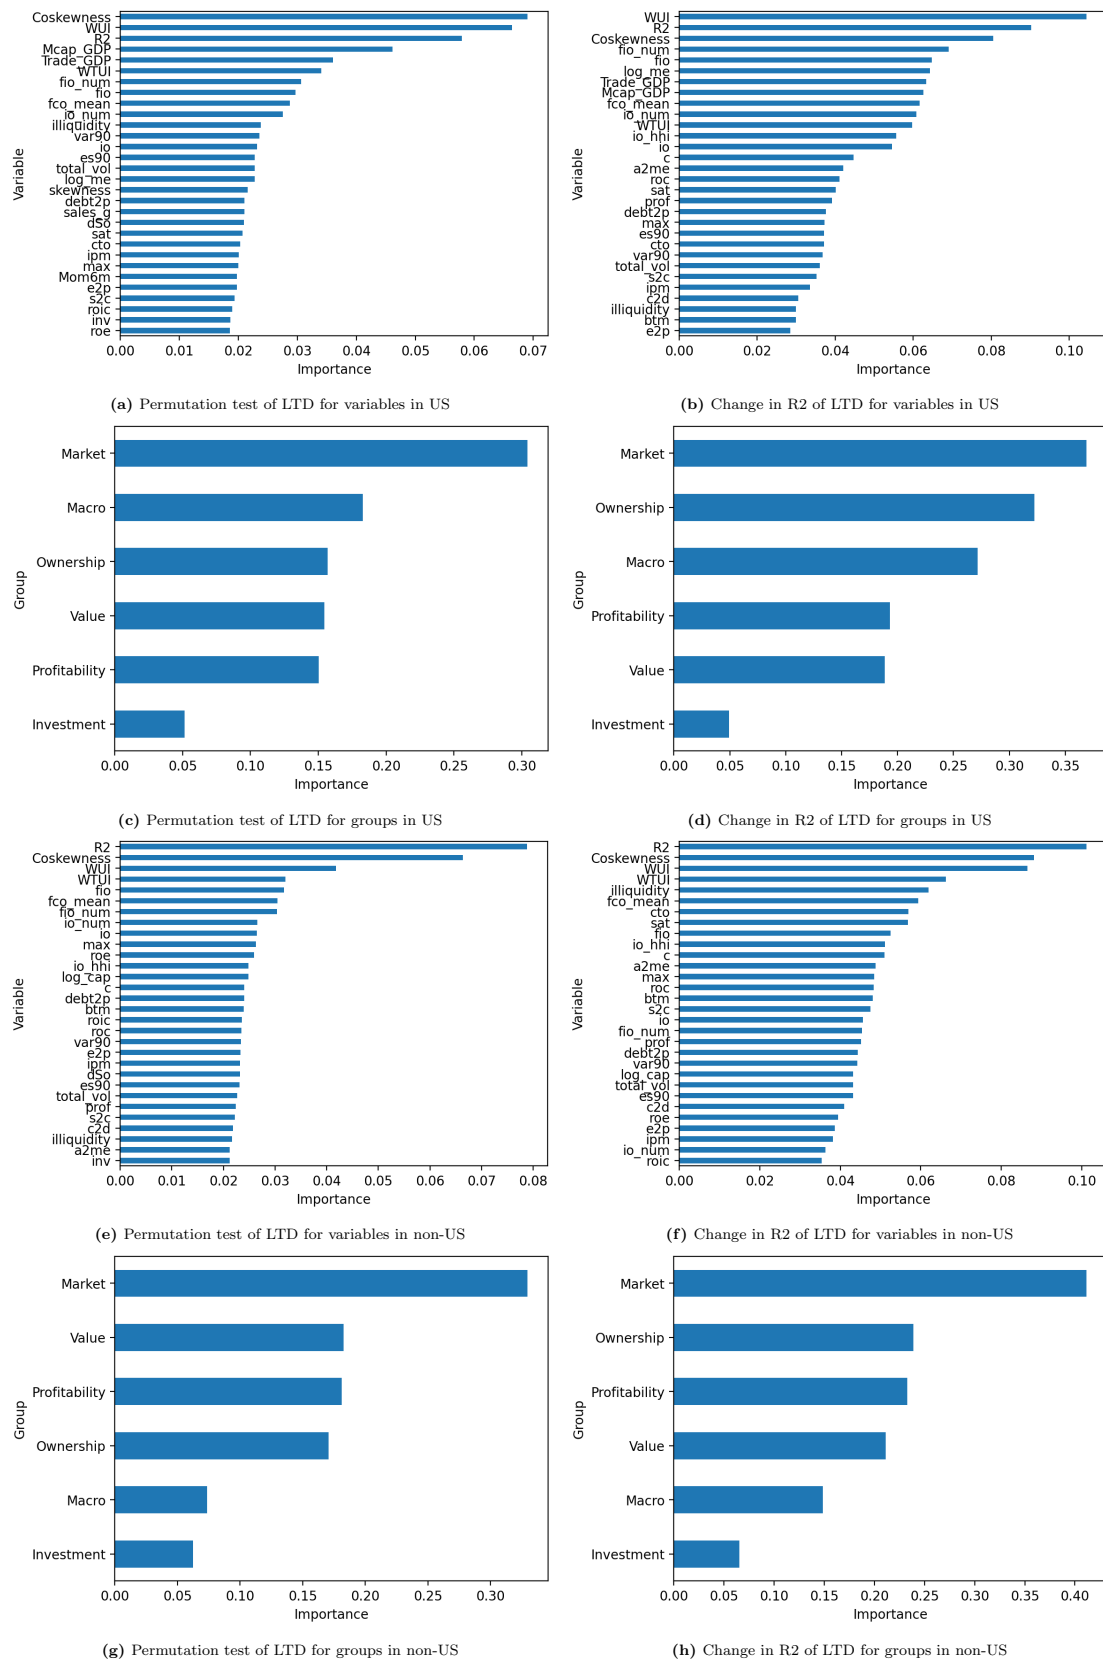 Coskewness
WUI
R2
Mcap_GDP
Trade_GDP
WTUI
fio_num
fio
fco_mean
io_num
illiquidity
var90
io
es90
total_vol
log_me
skewness
debt2p
sales_g
dSo
sat
cto
ipm
max
Mom6m
e2p
s2c
roic
inv
roe
Variable
0.00 0.01 0.02 0.03 0.04 0.05 0.06 0.07
Importance
(a) Permutation test of LTD for variables in US
WUI
R2
Coskewness
fio_num
fio
log_me
Trade_GDP
Mcap_GDP
fco_mean
io_num
WTUI
io_hhi
io
c
a2me
roc
sat
prof
debt2p
max
es90
cto
var90
total_vol
s2c
ipm
c2d
illiquidity
btm
e2p
Variable
0.00 0.02 0.04 0.06 0.08 0.10
Importance
(b) Change in R2 of LTD for variables in US
Market
Macro
Ownership
Value
Profitability
Investment
Group
0.00 0.05 0.10 0.15 0.20 0.25 0.30
Importance
(c) Permutation test of LTD for groups in US
Market
Ownership
Macro
Profitability
Value
Investment
Group
0.00 0.05 0.10 0.15 0.20 0.25 0.30 0.35
Importance
(d) Change in R2 of LTD for groups in US
R2
Coskewness
WUI
WTUI
fio
fco_mean
fio_num
io_num
io
max
roe
io_hhi
log_cap
c
debt2p
btm
roic
roc
var90
e2p
ipm
dSo
es90
total_vol
prof
s2c
c2d
illiquidity
a2me
inv
Variable
0.00 0.01 0.02 0.03 0.04 0.05 0.06 0.07 0.08
Importance
(e) Permutation test of LTD for variables in non-US
R2
Coskewness
WUI
WTUI
illiquidity
fco_mean
cto
sat
fio
io_hhi
c
a2me
max
roc
btm
s2c
io
fio_num
prof
debt2p
var90
log_cap
total_vol
es90
c2d
roe
e2p
ipm
io_num
roic
Variable
0.00 0.02 0.04 0.06 0.08 0.10
Importance
(f) Change in R2 of LTD for variables in non-US
Market
Value
Profitability
Ownership
Macro
Investment
Group
0.00 0.05 0.10 0.15 0.20 0.25 0.30
Importance
(g) Permutation test of LTD for groups in non-US
Market
Ownership
Profitability
Value
Macro
Investment
Group
0.00 0.05 0.10 0.15 0.20 0.25 0.30 0.35 0.40
Importance
(h) Change in R2 of LTD for groups in non-US